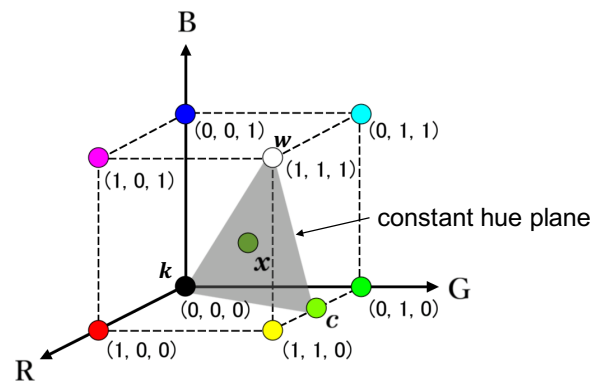 B
(0, 0, 1)
w
(0, 1, 1)
(1, 0, 1)
(1, 1, 1)
constant hue plane
x
k
G
(0, 0, 0)
c
(0, 1, 0)
(1, 0, 0)
(1, 1, 0)
R